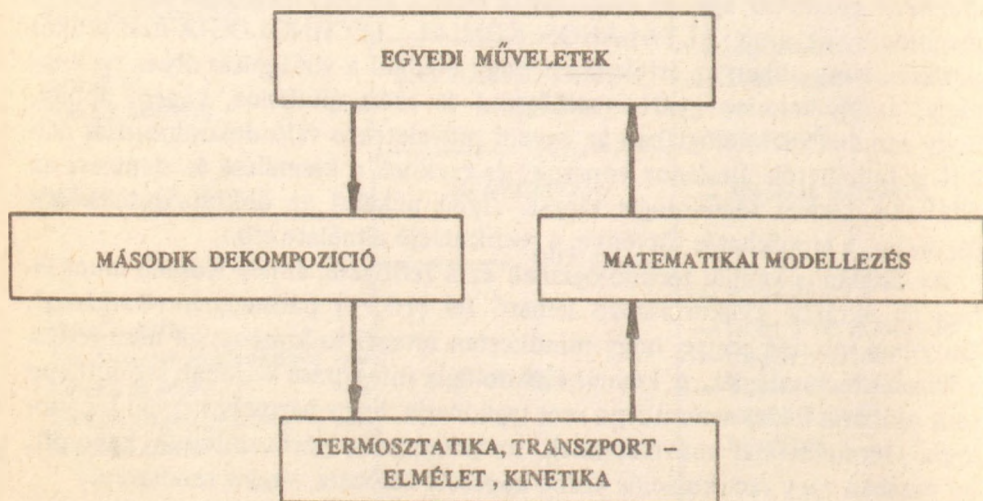 EGYEDI MŰVELETEK
MÁSODIK DEKOMPOZICIÓ
MATEMATIKAI MODELLEZÉS
TERMOSZTATIKA, TRANSZPORT –
ELMÉLET , KINETIKA